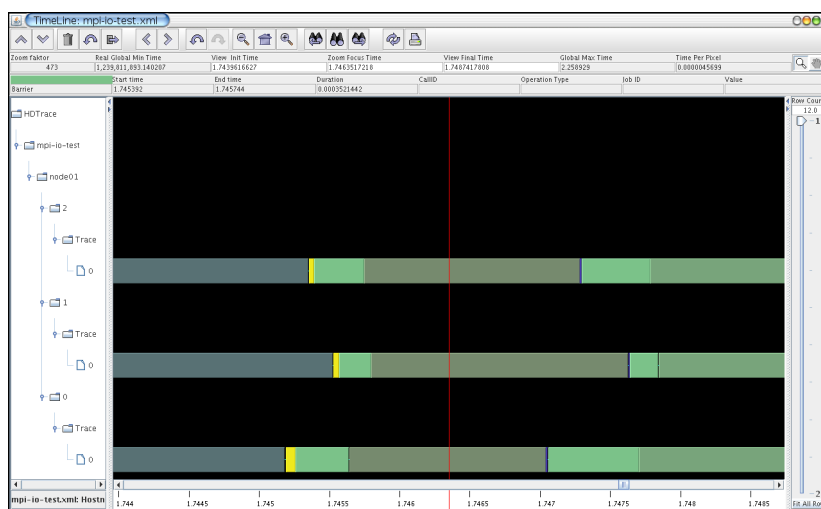 TimeLine: mpi-io-test.xml
Zoom faktor Real Global Min Time View Init Time Zoom Focus Time View Final Time Global Max Time Time Per Pixel
473 1,239,811,893.140207 1.7439616627 1.7463517218 1.7487417808 2.258929 0.0000045699
Start time End time Duration CallID Operation Type Job ID Value
Barrier 1.745392 1.745744 0.0003521442
Row Coun
12.0
HDTrace
1
mpi-io-test
node01
2
Trace
0
1
Trace
0
0
Trace
0
2
mpi-io-test.xml: Hostn
1.744 1.7445 1.745 1.7455 1.746 1.7465 1.747 1.7475 1.748 1.7485
Fit All Ro